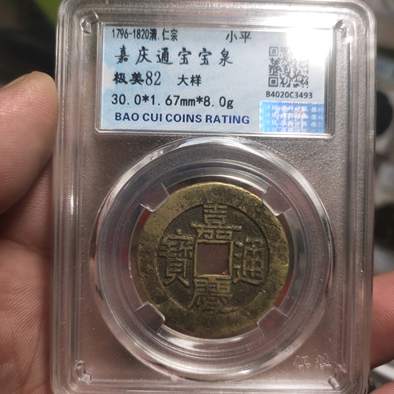 1796-1820清.仁宗 小平
嘉庆通宝宝泉
极美82 大样
30.0*1.67mm*8.0g
B4020C3493
BAO CUI COINS RATING
嘉慶通寶